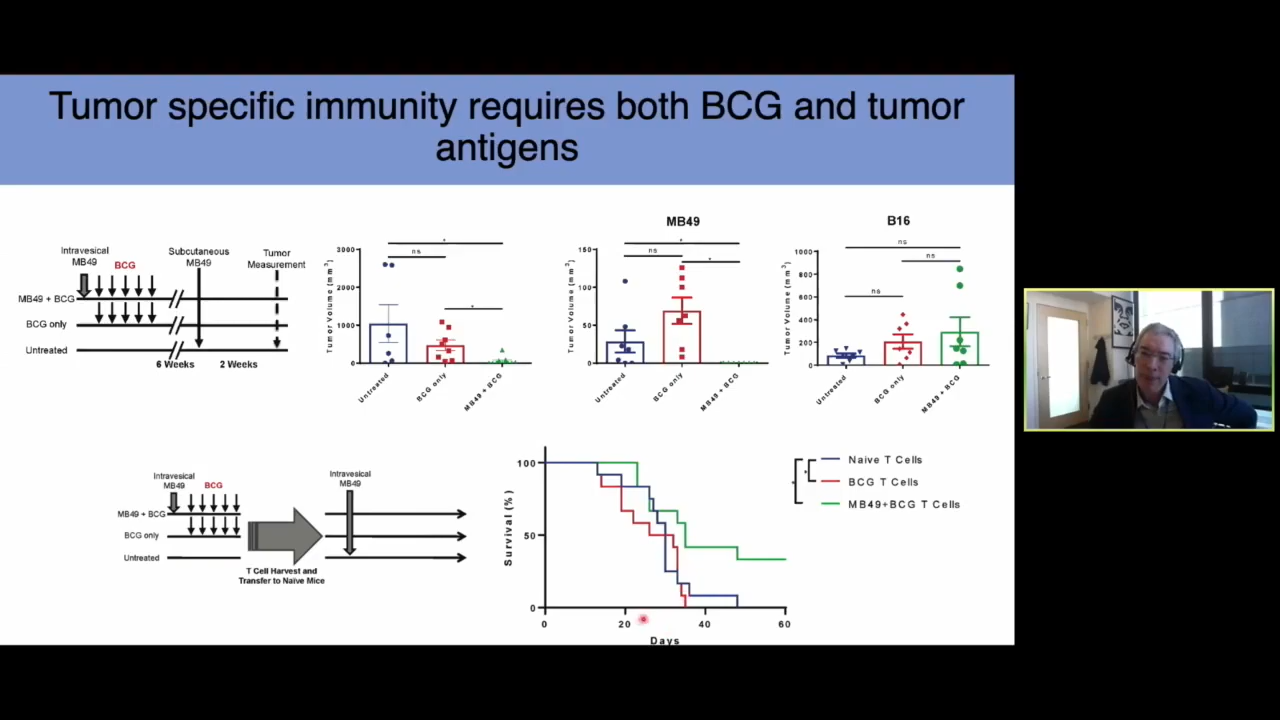 Tumor specific immunity requires both BCG and tumor
antigens
Intravesical
MB49
BCG
Subcutaneous
MB49
Tumor
Measurement
MB49 + BCG
BCG only
Untreated
6 Weeks
2 Weeks
Tumor Volume (mm3)
3000
2000
1000
0
*
ns
*
Untreated
BCG only
MB49 + BCG
MB49
Tumor Volume (mm3)
150
100
50
0
*
ns
*
Untreated
BCG only
MB49 + BCG
B16
Tumor Volume (mm3)
1000
800
600
400
200
0
ns
ns
ns
Untreated
BCG only
MB49 + BCG
Intravesical
MB49
BCG
Intravesical
MB49
MB49 + BCG
BCG only
Untreated
T Cell Harvest and
Transfer to Naïve Mice
Survival (%)
100
50
0
0
20
40
60
Days
*
*
Naive T Cells
BCG T Cells
MB49+BCG T Cells